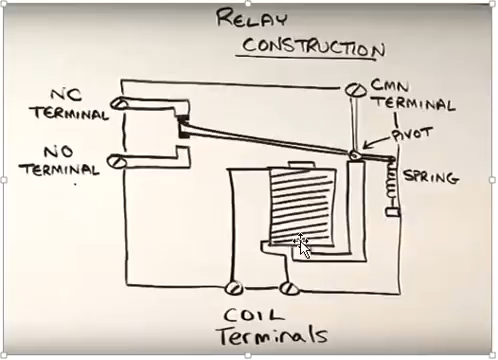 RELAY
CONSTRUCTION
NC
TERMINAL
NO
TERMINAL
CMN
TERMINAL
PIVOT
SPRING
COIL
Terminals